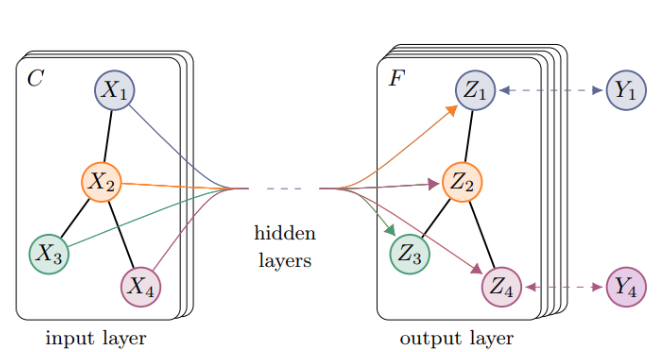 C
X1
X2
X3
X4
input layer
hidden
layers
F
Z1
Z2
Z3
Z4
output layer
Y1
Y4